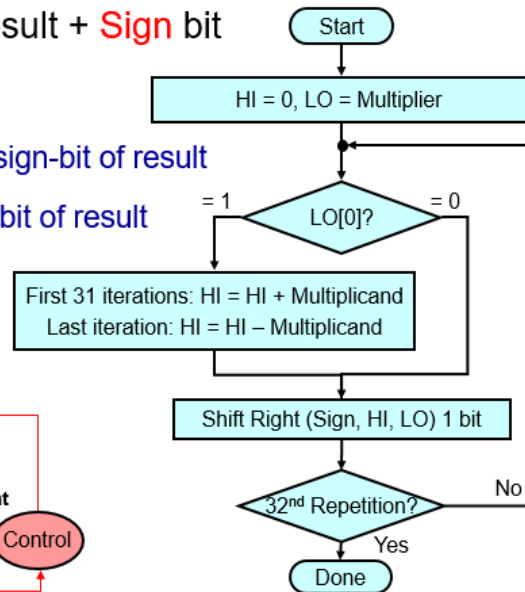 sult + Sign bit
Start
HI = 0, LO = Multiplier
sign-bit of result
bit of result
= 1
= 0
LO[0]?
First 31 iterations: HI = HI + Multiplicand
Last iteration: HI = HI – Multiplicand
Shift Right (Sign, HI, LO) 1 bit
32nd Repetition?
No
Control
Yes
Done